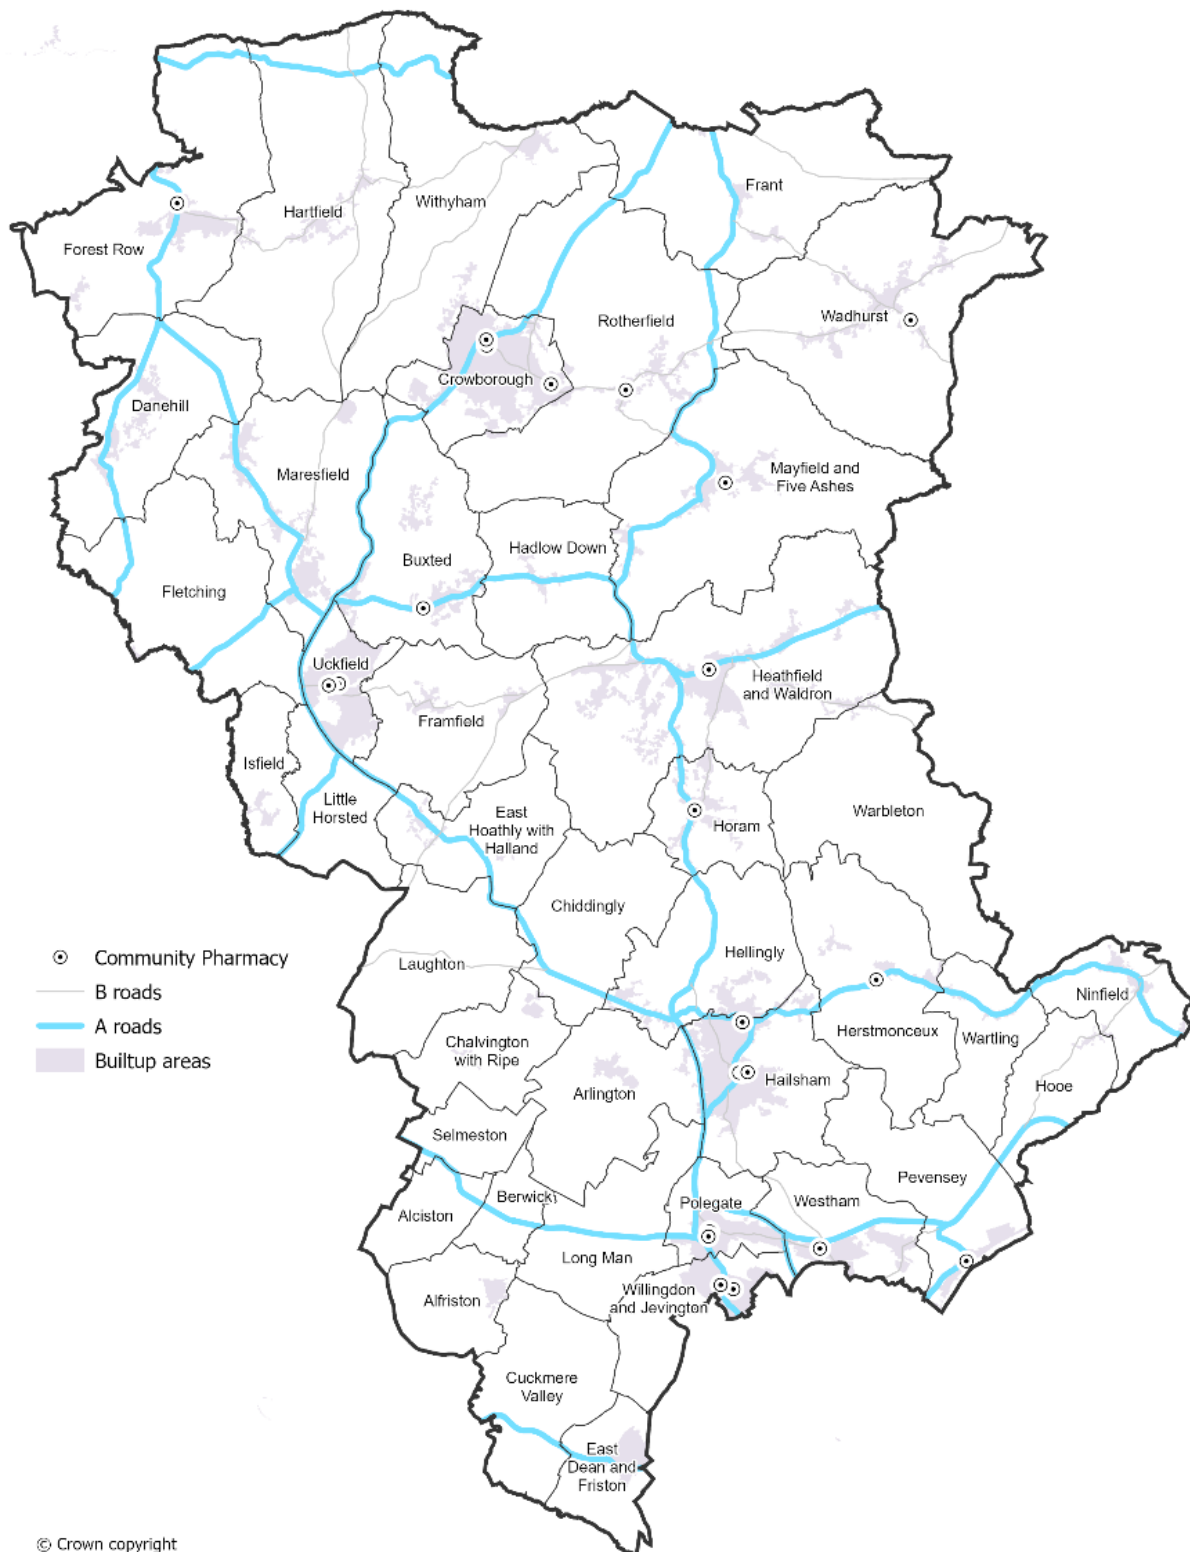 Frant
Hartfield
Withyham
Forest Row
Rotherfield
Wadhurst
Crowborough
Danehill
Maresfield
Mayfield and
Five Ashes
Buxted
Hadlow Down
Fletching
Uckfield
Heathfield
and Waldron
Framfield
Isfield
Little
Horsted
East
Hoathly with
Halland
Horam
Warbleton
Chiddingly
Hellingly
Laughton
Community Pharmacy
B roads
A roads
Builtup areas
Ninfield
Herstmonceux
Wartling
Chalvington
with Ripe
Arlington
Hailsham
Hooe
Selmeston
Pevensey
Berwick
Polegate
Westham
Alciston
Long Man
Alfriston
Willingdon
and Jevington
Cuckmere
Valley
East
Dean and
Friston
© Crown copyright